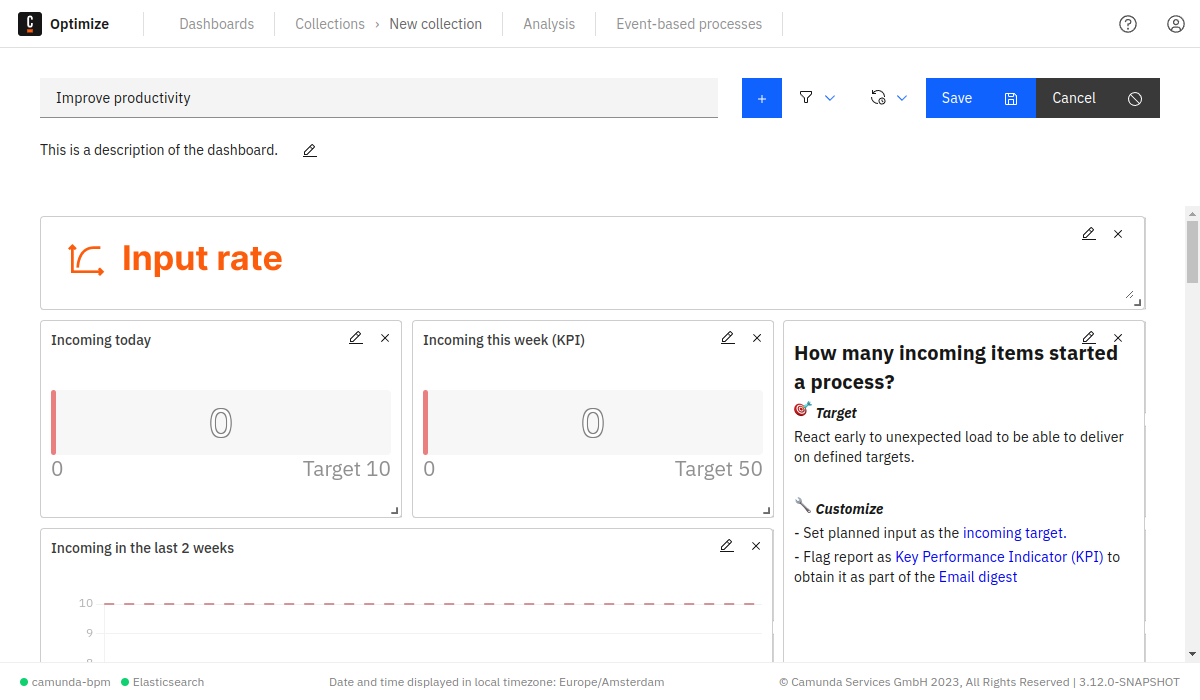 C Optimize Dashboards Collections › New collection Analysis Event-based processes
Improve productivity
+
Save
Cancel
This is a description of the dashboard.
Input rate
Incoming today
0
0 Target 10
Incoming this week (KPI)
0
0 Target 50
How many incoming items started
a process?
🎯 Target
React early to unexpected load to be able to deliver
on defined targets.
🔧 Customize
- Set planned input as the incoming target.
- Flag report as Key Performance Indicator (KPI) to
obtain it as part of the Email digest
Incoming in the last 2 weeks
10
9
camunda-bpm Elasticsearch
Date and time displayed in local timezone: Europe/Amsterdam
© Camunda Services GmbH 2023, All Rights Reserved | 3.12.0-SNAPSHOT